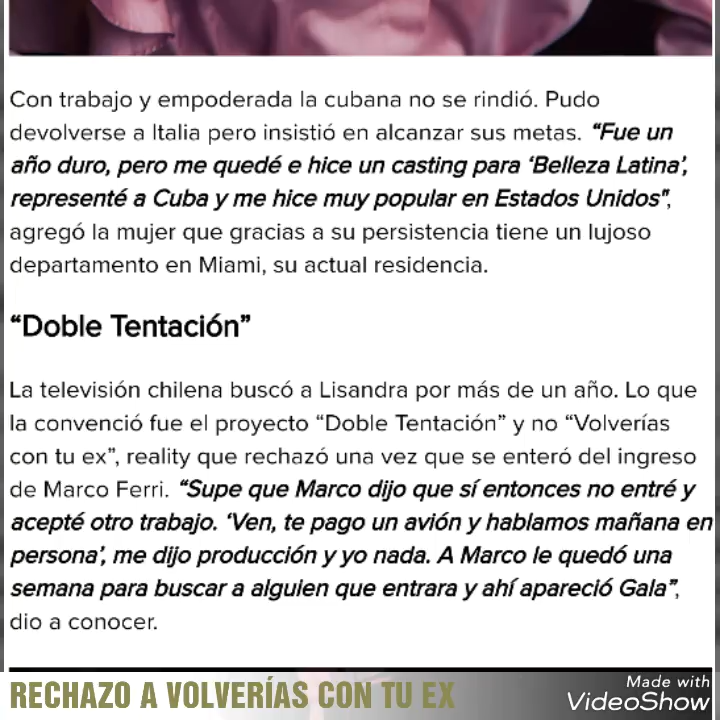 Con trabajo y empoderada la cubana no se rindió. Pudo
devolverse a Italia pero insistió en alcanzar sus metas. “Fue un
año duro, pero me quedé e hice un casting para ‘Belleza Latina’,
representé a Cuba y me hice muy popular en Estados Unidos",
agregó la mujer que gracias a su persistencia tiene un lujoso
departamento en Miami, su actual residencia.
“Doble Tentación”
La televisión chilena buscó a Lisandra por más de un año. Lo que
la convenció fue el proyecto “Doble Tentación” y no “Volverías
con tu ex”, reality que rechazó una vez que se enteró del ingreso
de Marco Ferri. “Supe que Marco dijo que sí entonces no entré y
acepté otro trabajo. ‘Ven, te pago un avión y hablamos mañana en
persona’, me dijo producción y yo nada. A Marco le quedó una
semana para buscar a alguien que entrara y ahí apareció Gala”,
dio a conocer.
RECHAZO A VOLVERÍAS CON TU EX
Made with
VideoShow